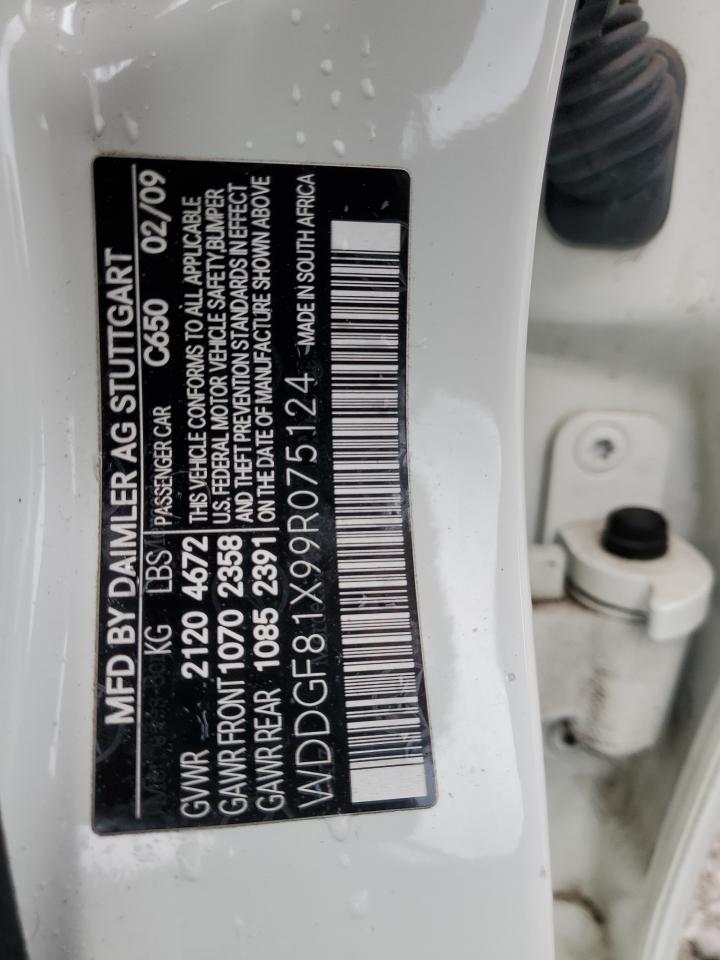 MFD BY DAIMLER AG STUTTGART
KG LBS PASSENGER CAR C650 02/09
GVWR 2120 4672 THIS VEHICLE CONFORMS TO ALL APPLICABLE
GAWR FRONT 1070 2358 U.S. FEDERAL MOTOR VEHICLE SAFETY,BUMPER
GAWR REAR 1085 2391 AND THEFT PREVENTION STANDARDS IN EFFECT
ON THE DATE OF MANUFACTURE SHOWN ABOVE
WDDGF81X99R075124 MADE IN SOUTH AFRICA